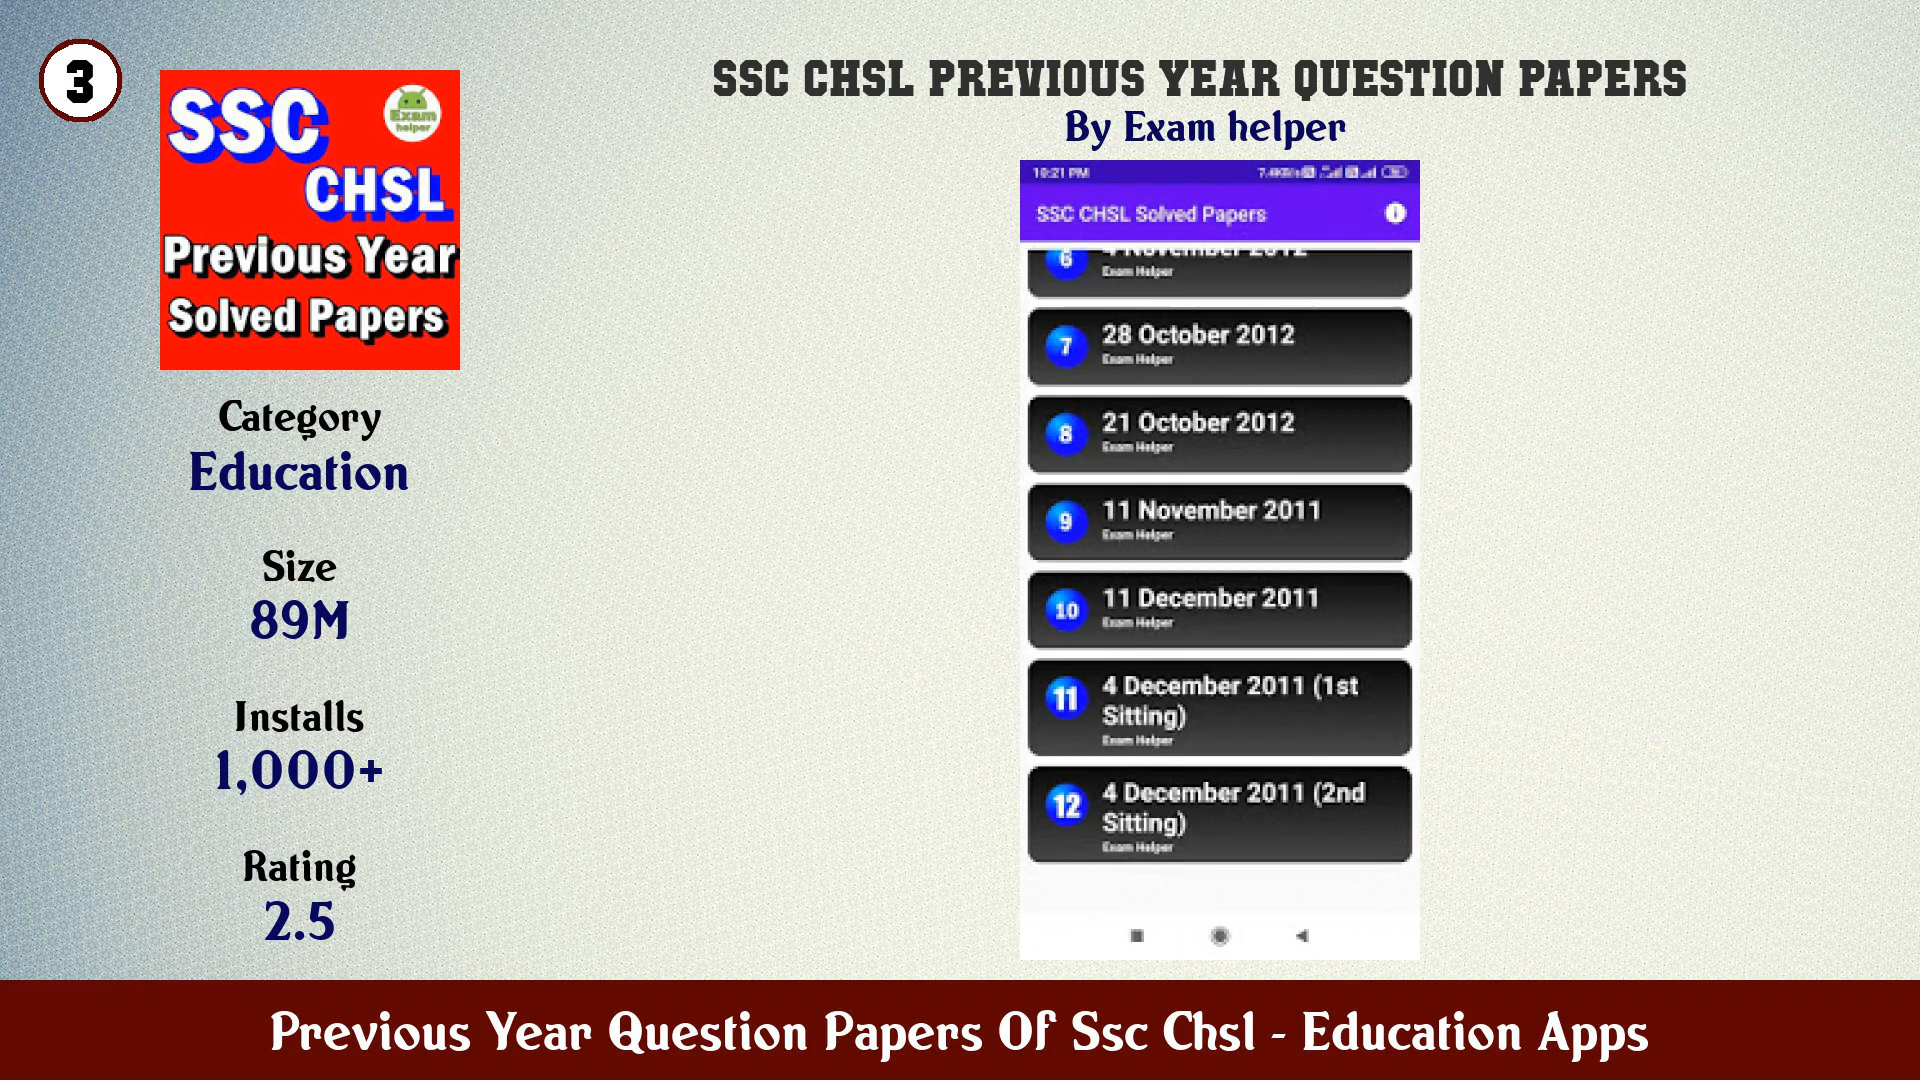 3
SSC
Exam
helper
CHSL
Previous Year
Solved Papers
Category
Education
Size
89M
Installs
1,000+
Rating
2.5
SSC CHSL PREVIOUS YEAR QUESTION PAPERS
By Exam helper
10:21 PM
SSC CHSL Solved Papers
6 4 November 2012
Exam Helper
7 28 October 2012
Exam Helper
8 21 October 2012
Exam Helper
9 11 November 2011
Exam Helper
10 11 December 2011
Exam Helper
11 4 December 2011 (1st
Sitting)
Exam Helper
12 4 December 2011 (2nd
Sitting)
Exam Helper
Previous Year Question Papers Of Ssc Chsl - Education Apps